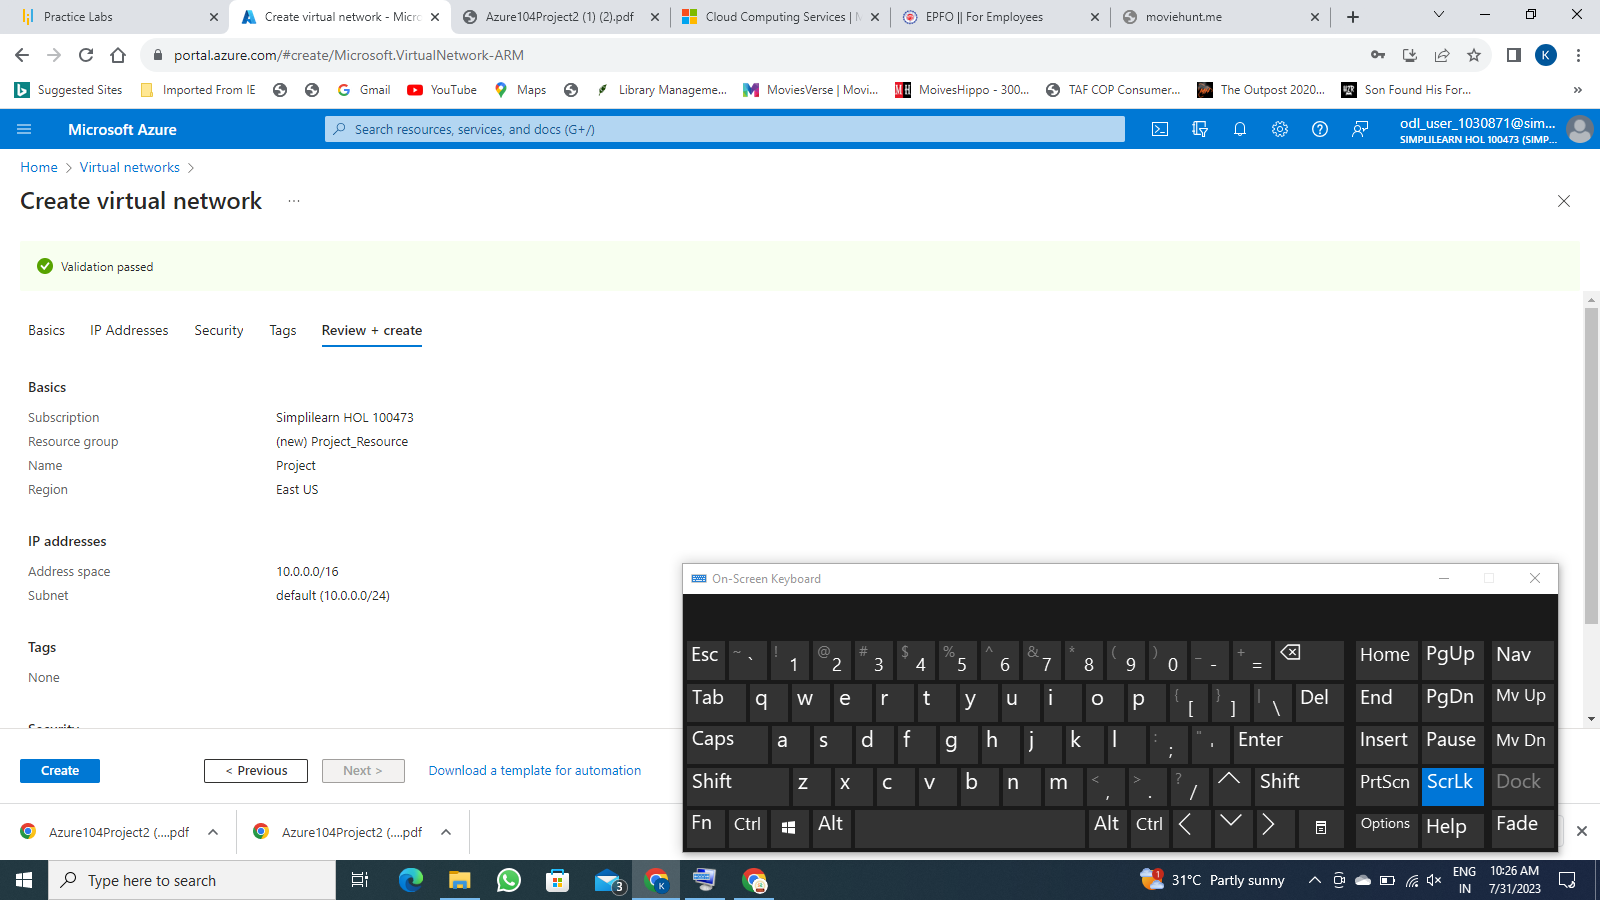 Practice Labs
Create virtual network - Micro
Azure104Project2 (1) (2).pdf
Cloud Computing Services | M
EPFO || For Employees
moviehunt.me
portal.azure.com/#create/Microsoft.VirtualNetwork-ARM
K
Suggested Sites
Imported From IE
Gmail
YouTube
Maps
Library Manageme...
MoviesVerse | Movi...
MoivesHippo - 300...
TAF COP Consumer...
The Outpost 2020...
Son Found His For...
»
Microsoft Azure
Search resources, services, and docs (G+/)
odl_user_1030871@sim...
SIMPLILEARN HOL 100473 (SIMP...
Home > Virtual networks >
Create virtual network ...
Validation passed
Basics
IP Addresses
Security
Tags
Review + create
Basics
Subscription Simplilearn HOL 100473
Resource group (new) Project_Resource
Name Project
Region East US
IP addresses
Address space 10.0.0.0/16
Subnet default (10.0.0.0/24)
Tags
None
Security
Create
< Previous
Next >
Download a template for automation
On-Screen Keyboard
Esc ~ ` ! 1 @ 2 # 3 $ 4 % 5 ^ 6 & 7 * 8 ( 9 ) 0 _ - + = Home PgUp Nav
Tab q w e r t y u i o p { [ } ] | \ Del End PgDn Mv Up
Caps a s d f g h j k l : ; " ' Enter Insert Pause Mv Dn
Shift z x c v b n m < , > . ? / Shift PrtScn ScrLk Dock
Fn Ctrl Alt Alt Ctrl Options Help Fade
Azure104Project2 (....pdf
Azure104Project2 (....pdf
Type here to search
3
K
1
31°C Partly sunny
ENG
IN
10:26 AM
7/31/2023